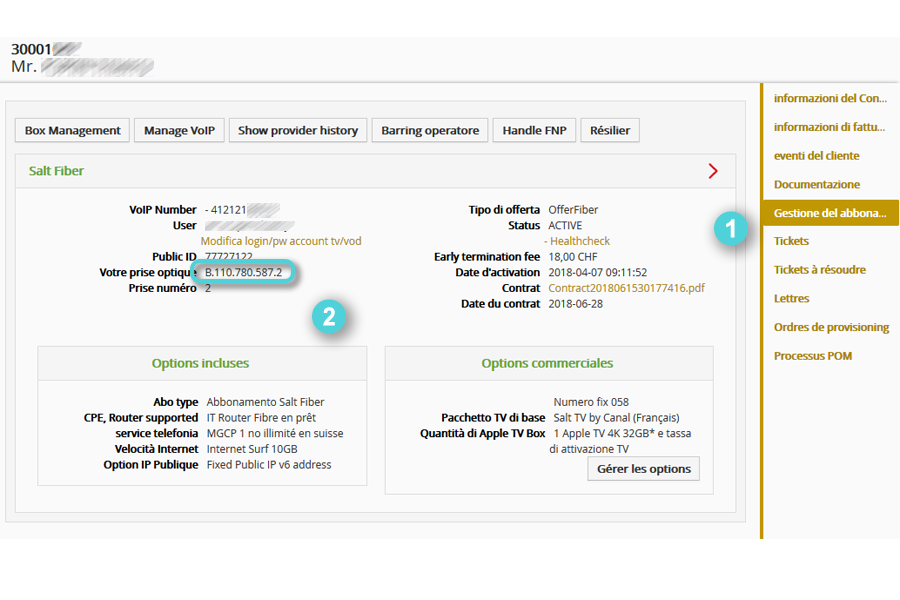 30001
Mr.
Box Management
Manage VoIP
Show provider history
Barring operatore
Handle FNP
Résilier
Salt Fiber
VoIP Number - 412121
User
Modifica login/pw account tv/vod
Public ID 77727122
Votre prise optique B.110.780.587.2
Prise numéro 2
Tipo di offerta OfferFiber
Status ACTIVE
- Healthcheck
Early termination fee 18,00 CHF
Date d'activation 2018-04-07 09:11:52
Contrat Contract2018061530177416.pdf
Date du contrat 2018-06-28
1
2
Options incluses
Abo type Abbonamento Salt Fiber
CPE, Router supported IT Router Fibre en prêt
service telefonia MGCP 1 no illimité en suisse
Velocità Internet Internet Surf 10GB
Option IP Publique Fixed Public IP v6 address
Options commerciales
Numero fix 058
Pacchetto TV di base Salt TV by Canal (Français)
Quantità di Apple TV Box 1 Apple TV 4K 32GB* e tassa
di attivazione TV
Gérer les options
informazioni del Con...
informazioni di fattu...
eventi del cliente
Documentazione
Gestione del abbona...
Tickets
Tickets à résoudre
Lettres
Ordres de provisioning
Processus POM